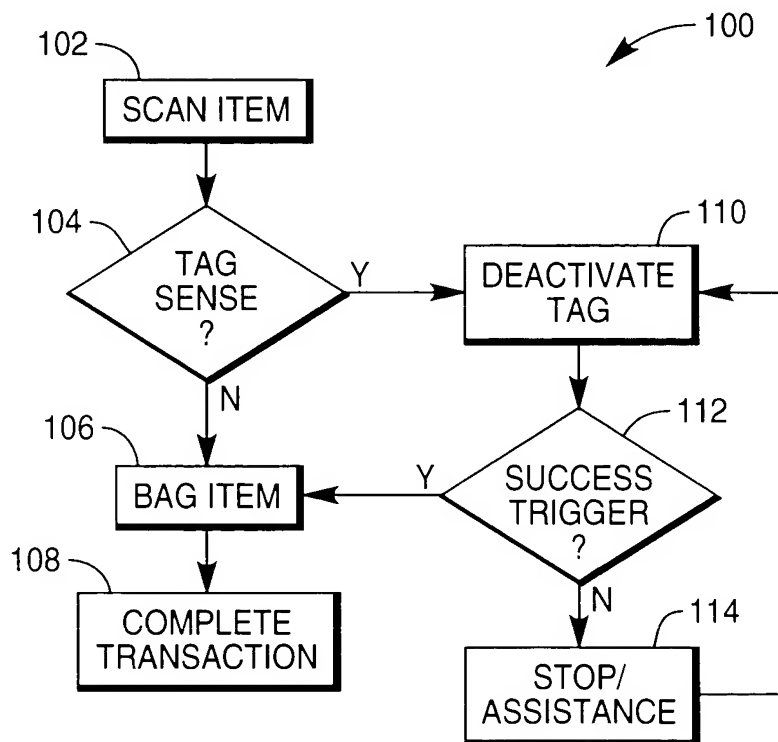 100
102
SCAN ITEM
104
TAG
SENSE
?
Y
N
110
DEACTIVATE
TAG
112
SUCCESS
TRIGGER
?
Y
N
106
BAG ITEM
108
COMPLETE
TRANSACTION
114
STOP/
ASSISTANCE